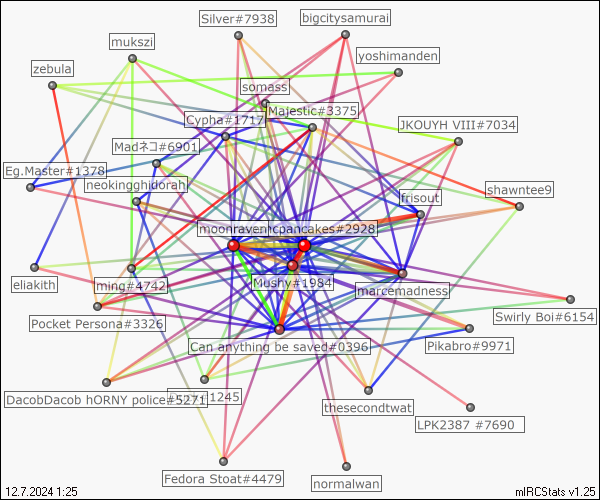 Silver#7938
bigcitysamurai
mukszi
yoshimanden
zebula
somass
Majestic#3375
Cypha#1717
JKOUYH VIII#7034
Madネコ#6901
Eg.Master#1378
neokingghidorah
frisout
shawntee9
moonravenicpancakes#2928
Mushy#1984
ming#4742
mareemadness
eliakith
Swirly Boi#6154
Pocket Persona#3326
Can anything be saved#0396
Pikabro#9971
DacobDacob hORNY police#5271
#1245
thesecondtwat
LPK2387 #7690
Fedora Stoat#4479
normalwan
12.7.2024 1:25
mIRCStats v1.25